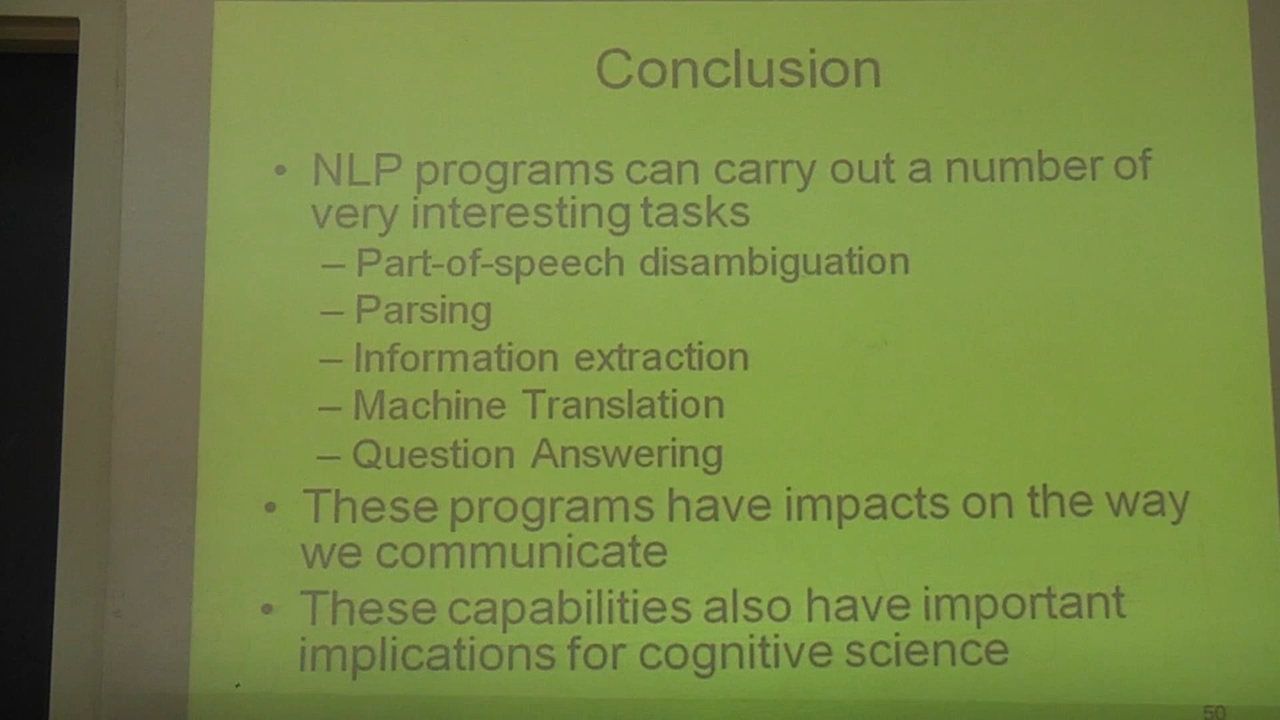 Conclusion
• NLP programs can carry out a number of
very interesting tasks
– Part-of-speech disambiguation
– Parsing
– Information extraction
– Machine Translation
– Question Answering
• These programs have impacts on the way
we communicate
• These capabilities also have important
implications for cognitive science
50